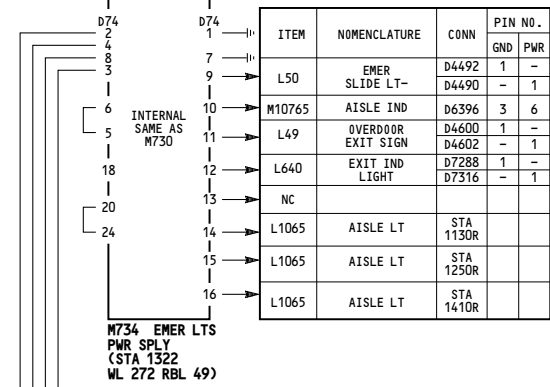 D74 D74
2 1
4
8 7
3
9
6 10
5 11
INTERNAL
SAME AS
M730
18 12
20 13
24 14
15
16
M734 EMER LTS
PWR SPLY
(STA 1322
WL 272 RBL 49)
ITEM NOMENCLATURE CONN PIN NO.
GND PWR
L50 EMER SLIDE LT- D4492 1 -
D4490 - 1
M10765 AISLE IND D6396 3 6
L49 OVERDOOR EXIT SIGN D4600 1 -
D4602 - 1
L640 EXIT IND LIGHT D7288 1 -
D7316 - 1
NC
L1065 AISLE LT STA 1130R
L1065 AISLE LT STA 1250R
L1065 AISLE LT STA 1410R